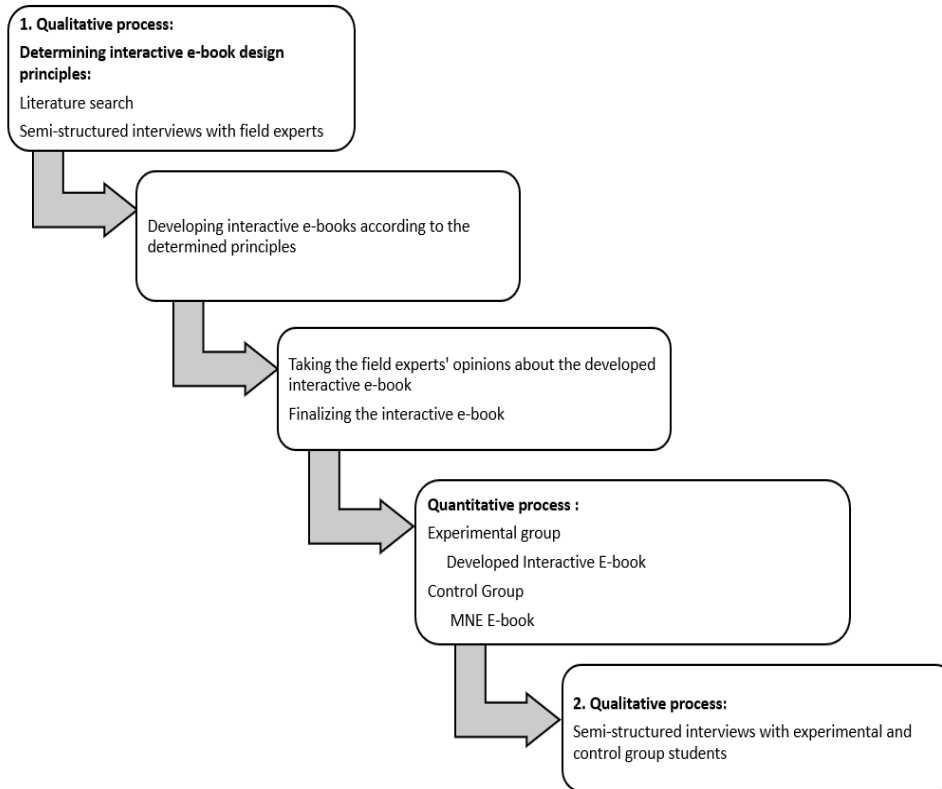 1. Qualitative process:
Determining interactive e-book design
principles:
Literature search
Semi-structured interviews with field experts
Developing interactive e-books according to the
determined principles
Taking the field experts' opinions about the developed
interactive e-book
Finalizing the interactive e-book
Quantitative process :
Experimental group
Developed Interactive E-book
Control Group
MNE E-book
2. Qualitative process:
Semi-structured interviews with experimental and
control group students